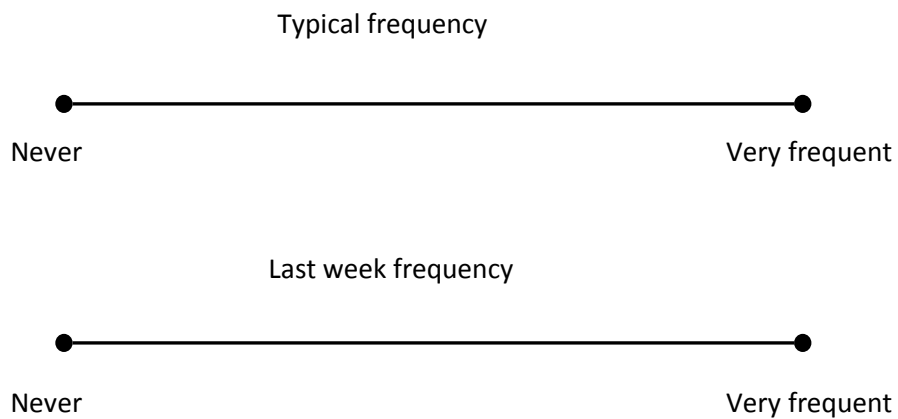 Typical frequency
Never Very frequent
Last week frequency
Never Very frequent